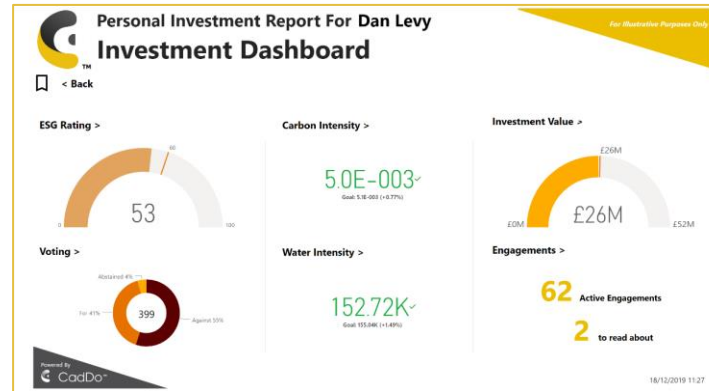 Personal Investment Report For Dan Levy
For Illustrative Purposes Only
Investment Dashboard
TM
< Back
ESG Rating >
60
53
0
100
Carbon Intensity >
5.0E-003
Goal: 5.1E-003 (+0.77%)
Investment Value >
£26M
£26M
£0M
£52M
Voting >
Abstained 4%
For 41%
399
Against 55%
Water Intensity >
152.72K
Goal: 155.04K (+1.49%)
Engagements >
62 Active Engagements
2 to read about
Powered By
CadDo™
18/12/2019 11:27